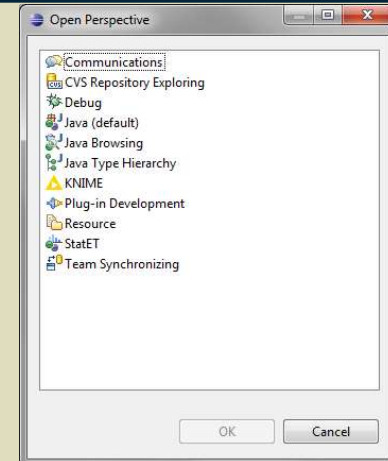 Open Perspective
Communications
CVS Repository Exploring
Debug
Java (default)
Java Browsing
Java Type Hierarchy
KNIME
Plug-in Development
Resource
StatET
Team Synchronizing
OK Cancel